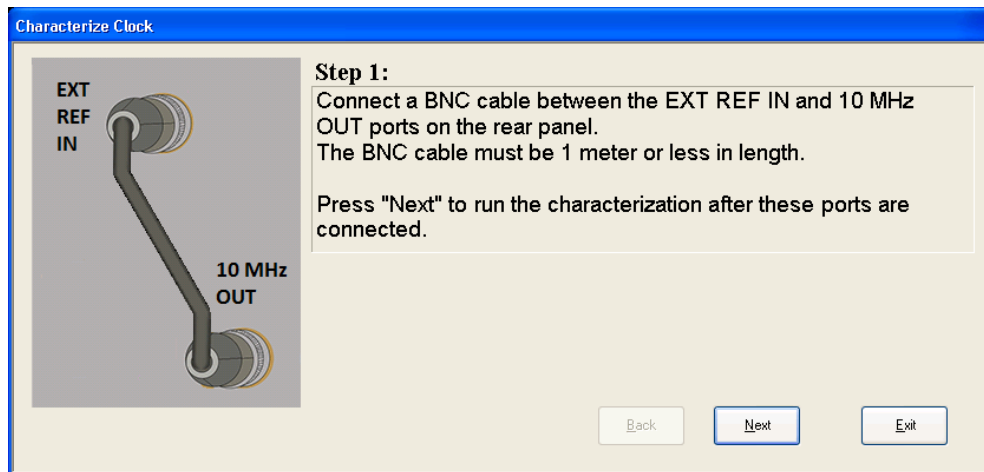 Characterize Clock
EXT
REF
IN
10 MHz
OUT
Step 1:
Connect a BNC cable between the EXT REF IN and 10 MHz
OUT ports on the rear panel.
The BNC cable must be 1 meter or less in length.
Press "Next" to run the characterization after these ports are
connected.
Back
Next
Exit